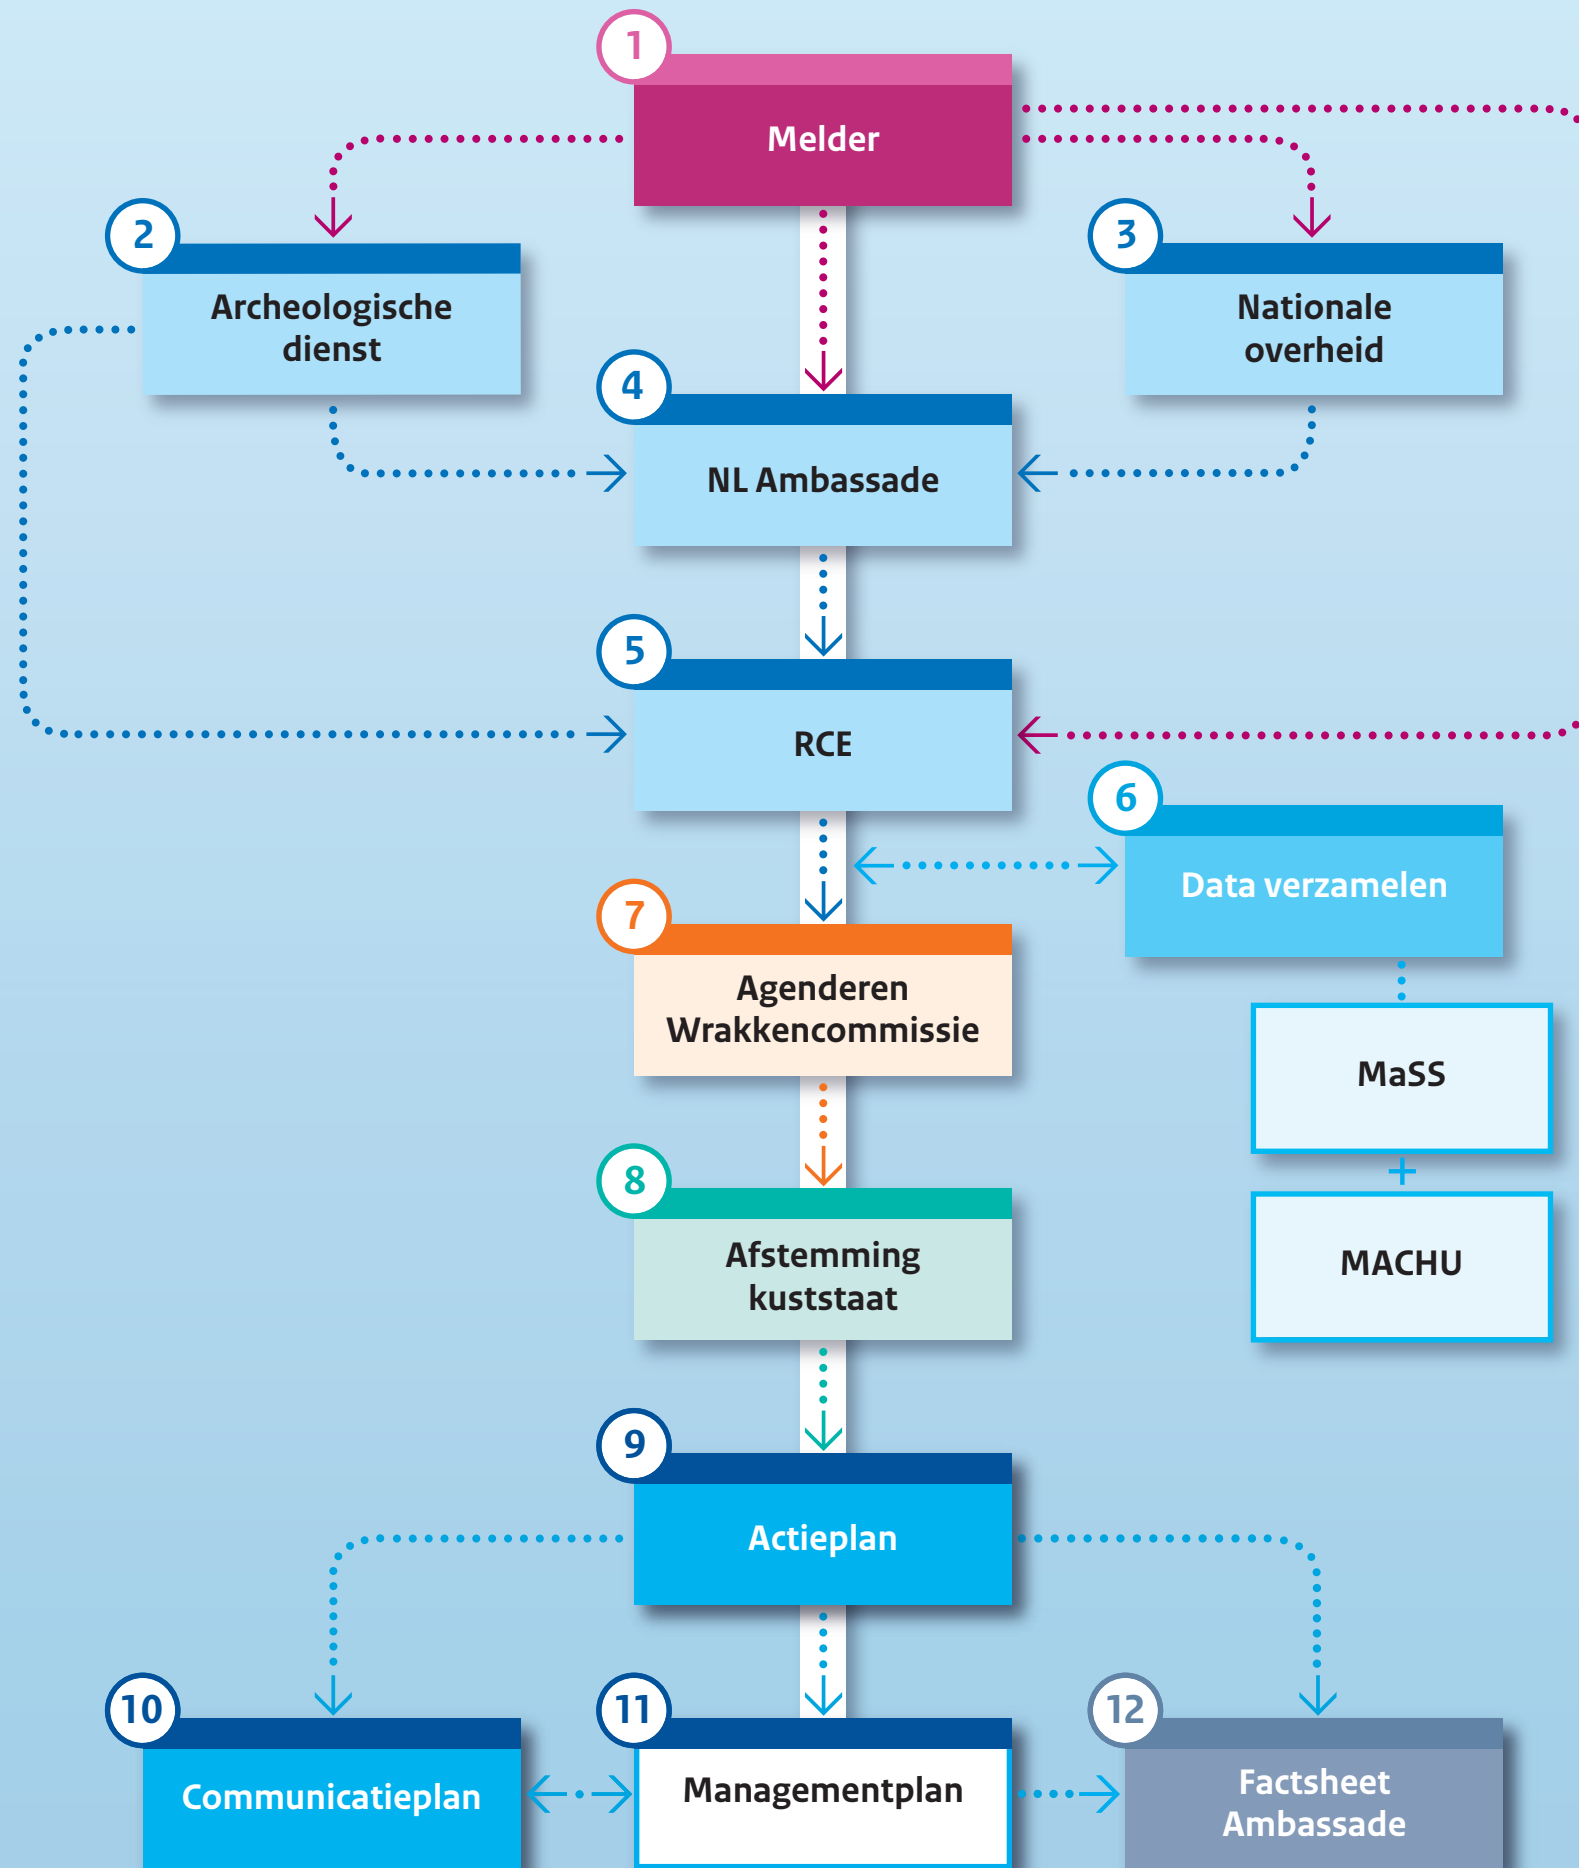 1
Melder
2
Archeologische
dienst
3
Nationale
overheid
4
NL Ambassade
5
RCE
6
Data verzamelen
7
Agenderen
Wrakkencommissie
MaSS
+
MACHU
8
Afstemming
kuststaat
9
Actieplan
10
Communicatieplan
11
Managementplan
12
Factsheet
Ambassade